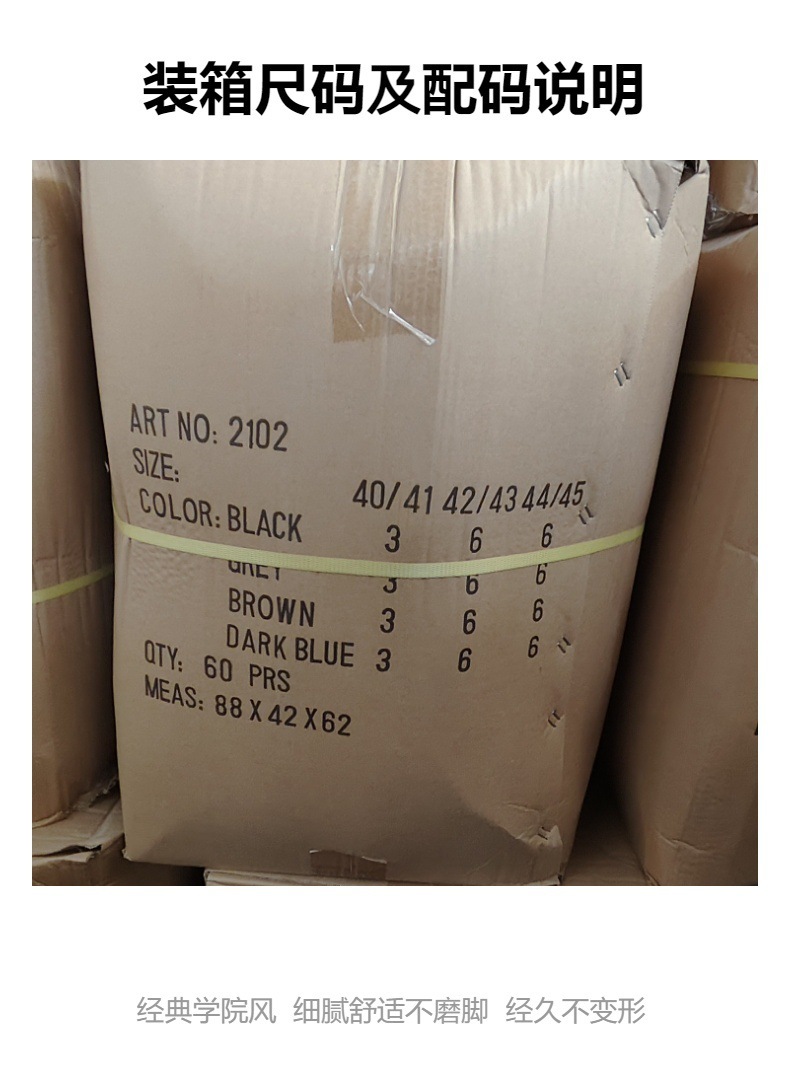 装箱尺码及配码说明
ART NO: 2102
SIZE:
40/41 42/43 44/45
COLOR: BLACK 3 6 6
GREY 3 6 6
BROWN 3 6 6
DARK BLUE 3 6 6
QTY: 60 PRS
MEAS: 88 X 42 X 62
经典学院风 细腻舒适不磨脚 经久不变形